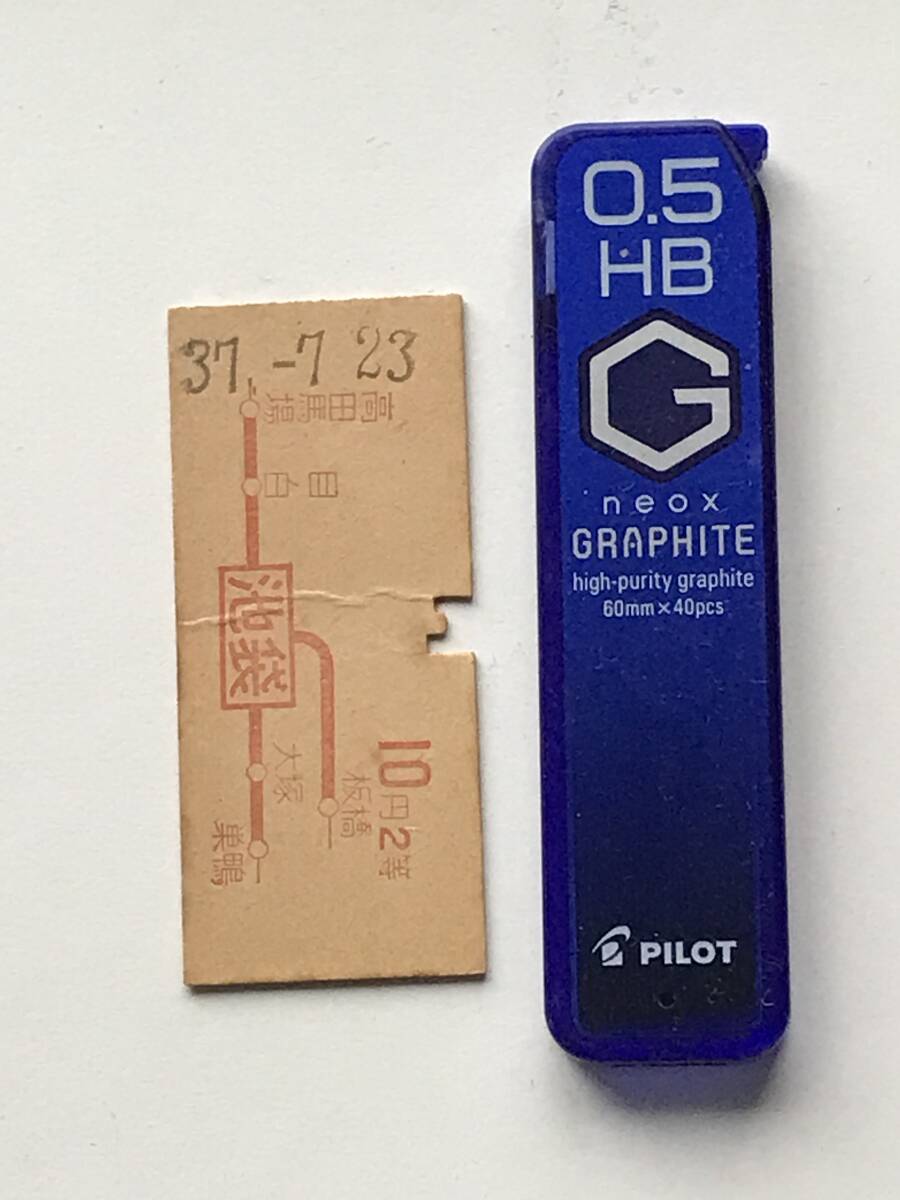 37.-7 23
高田馬場
目白
池袋
大塚
巣鴨
板橋
10円2等
0.5
HB
G
neox
GRAPHITE
high-purity graphite
60mm×40pcs
PILOT